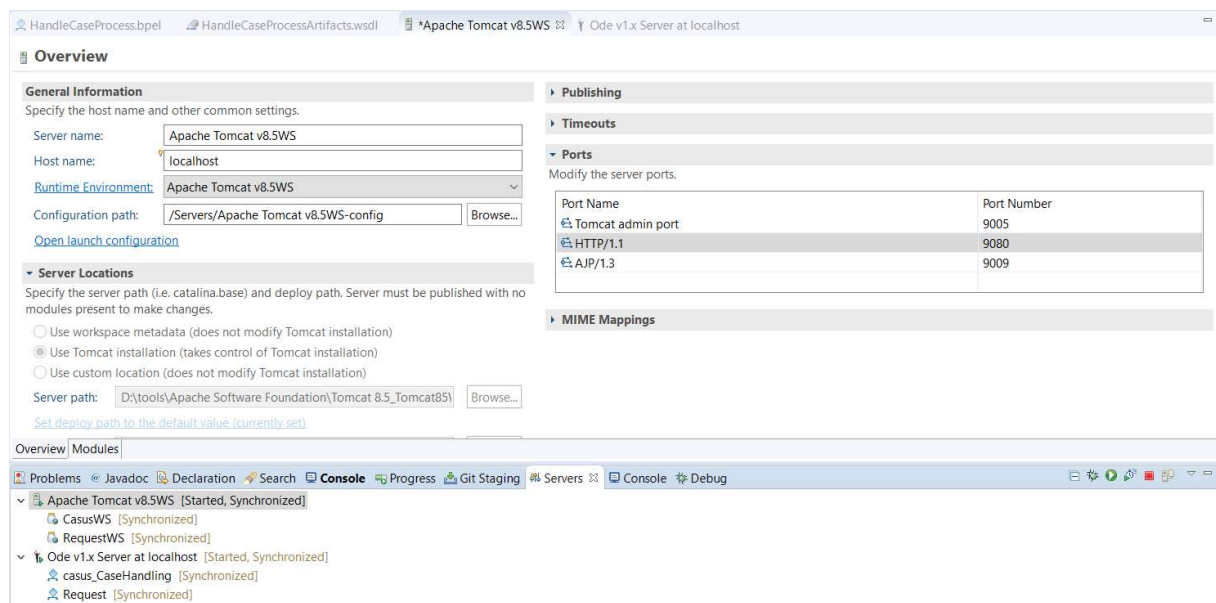 HandleCaseProcess.bpel HandleCaseProcessArtifacts.wsdl *Apache Tomcat v8.5WS Ode v1.x Server at localhost
Overview
General Information
Specify the host name and other common settings.
Server name: Apache Tomcat v8.5WS
Host name: localhost
Runtime Environment: Apache Tomcat v8.5WS
Configuration path: /Servers/Apache Tomcat v8.5WS-config Browse...
Open launch configuration
Server Locations
Specify the server path (i.e. catalina.base) and deploy path. Server must be published with no
modules present to make changes.
Use workspace metadata (does not modify Tomcat installation)
Use Tomcat installation (takes control of Tomcat installation)
Use custom location (does not modify Tomcat installation)
Server path: D:\tools\Apache Software Foundation\Tomcat 8.5_Tomcat85\ Browse...
Set deploy path to the default value (currently set)
Publishing
Timeouts
Ports
Modify the server ports.
Port Name Port Number
Tomcat admin port 9005
HTTP/1.1 9080
AJP/1.3 9009
MIME Mappings
Overview Modules
Problems Javadoc Declaration Search Console Progress Git Staging Servers Console Debug
Apache Tomcat v8.5WS [Started, Synchronized]
CasusWS [Synchronized]
RequestWS [Synchronized]
Ode v1.x Server at localhost [Started, Synchronized]
casus_CaseHandling [Synchronized]
Request [Synchronized]